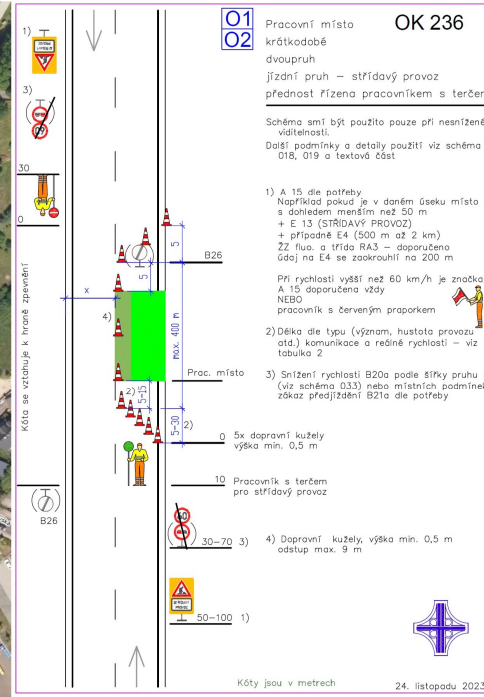 O1
O2
OK 236
Pracovní místo
krátkodobé
dvoupruh
jízdní pruh – střídavý provoz
přednost řízena pracovníkem s terčem
Schéma smí být použito pouze při nesnížené
viditelnosti.
Další podmínky a detaily použití viz schéma
018, 019 a textová část
1) A 15 dle potřeby
Například pokud je v daném úseku místo
s dohledem menším než 50 m
+ E 13 (STŘÍDAVÝ PROVOZ)
+ případně E4 (500 m až 2 km)
ŽZ fluo. a třída RA3 – doporučeno
údaj na E4 se zaokrouhlí na 200 m
Při rychlosti vyšší než 60 km/h je značka
A 15 doporučena vždy
NEBO
pracovník s červeným praporkem
2) Délka dle typu (význam, hustota provozu
atd.) komunikace a reálné rychlosti – viz
tabulka 2
3) Snížení rychlosti B20a podle šířky pruhu
(viz schéma 033) nebo místních podmínek
zákaz předjíždění B21a dle potřeby
4) Dopravní kužely, výška min. 0,5 m
odstup max. 9 m
1)
3)
30
0
Kóta se vztahuje k hraně zpevnění
x
4)
5
5
B26
max. 400 m
Prac. místo
5-15
2)
5-30
2)
0
5x dopravní kužely
výška min. 0,5 m
10
Pracovník s terčem
pro střídavý provoz
B26
30-70 3)
STŘÍDAVÝ
PROVOZ
50-100 1)
Kóty jsou v metrech
24. listopadu 2023